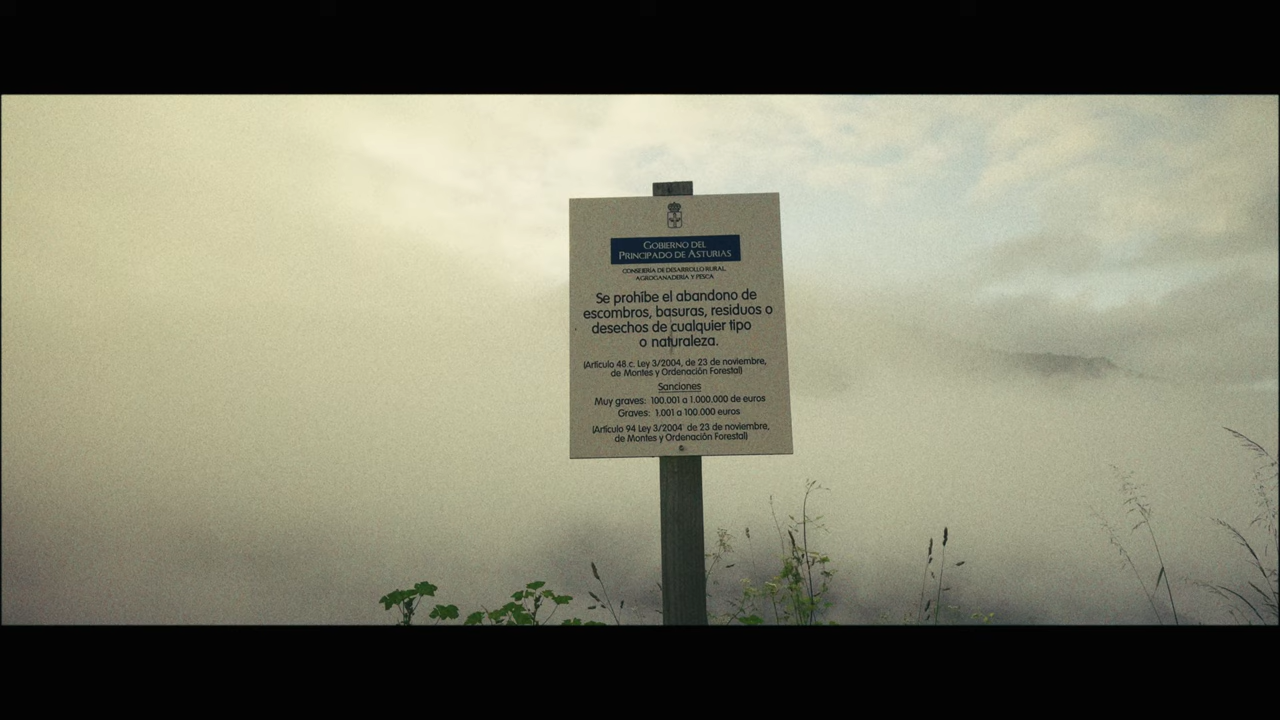 GOBIERNO DEL
PRINCIPADO DE ASTURIAS
CONSEJERÍA DE DESARROLLO RURAL,
AGROGANADERÍA Y PESCA
Se prohíbe el abandono de
escombros, basuras, residuos o
desechos de cualquier tipo
o naturaleza.
(Artículo 48 c. Ley 3/2004, de 23 de noviembre,
de Montes y Ordenación Forestal)
Sanciones
Muy graves: 100.001 a 1.000.000 de euros
Graves: 1.001 a 100.000 euros
(Artículo 94 Ley 3/2004 de 23 de noviembre,
de Montes y Ordenación Forestal)